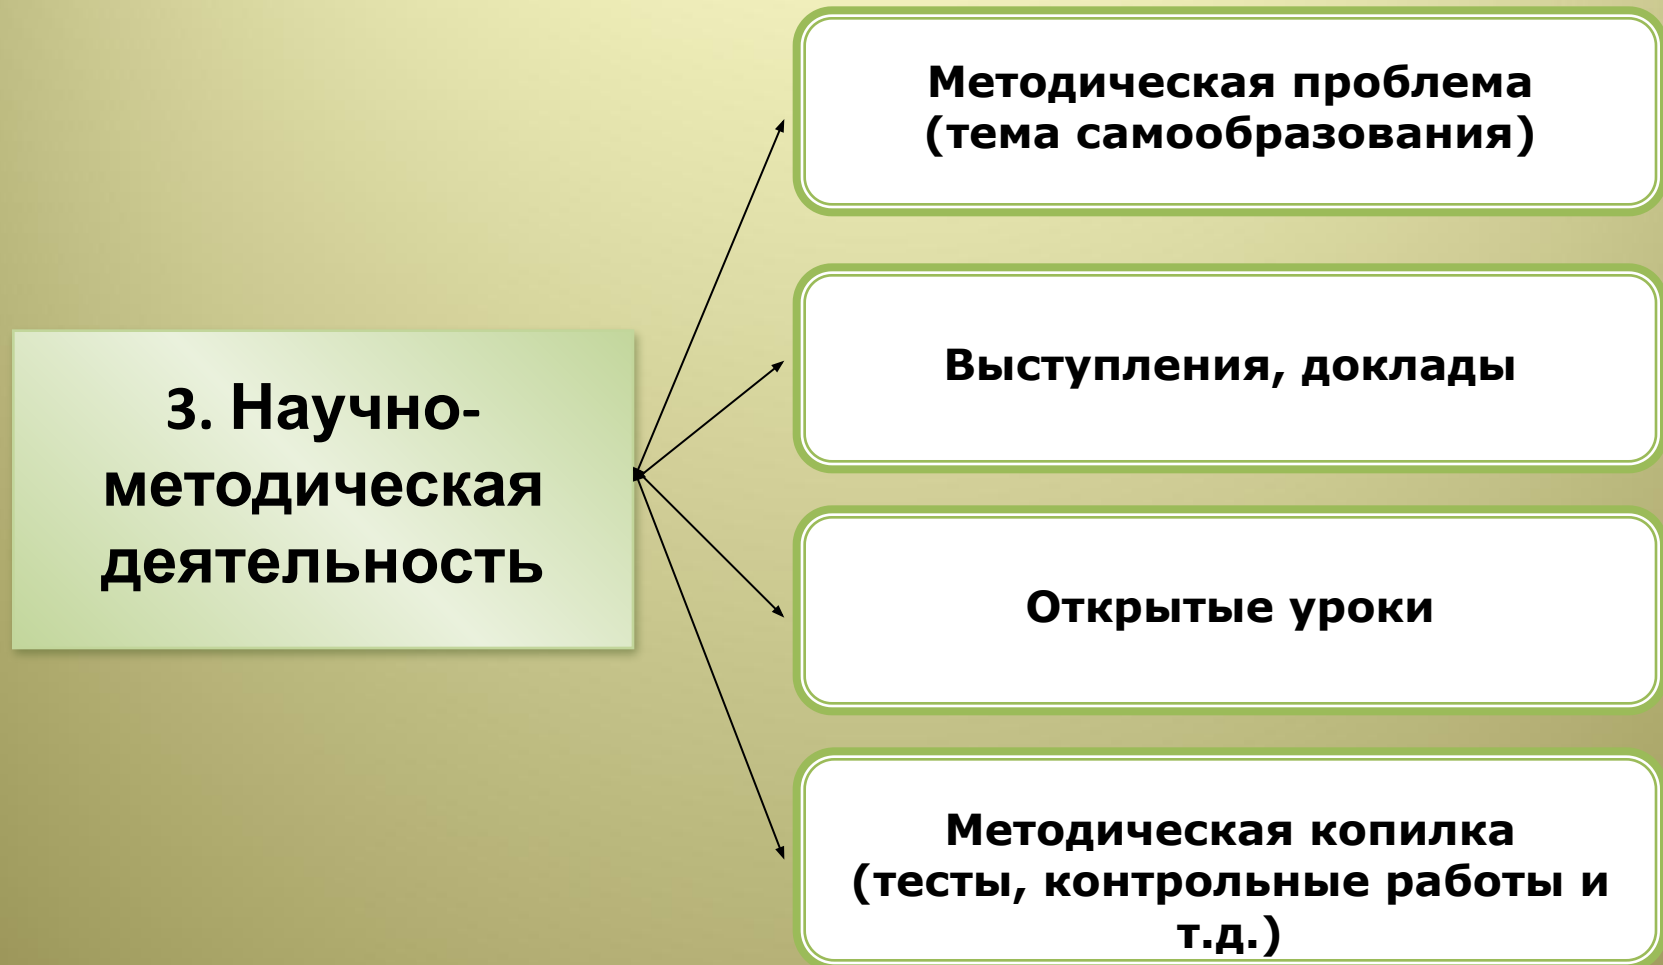 3. Научно-
методическая
деятельность
Методическая проблема
(тема самообразования)
Выступления, доклады
Открытые уроки
Методическая копилка
(тесты, контрольные работы и
т.д.)